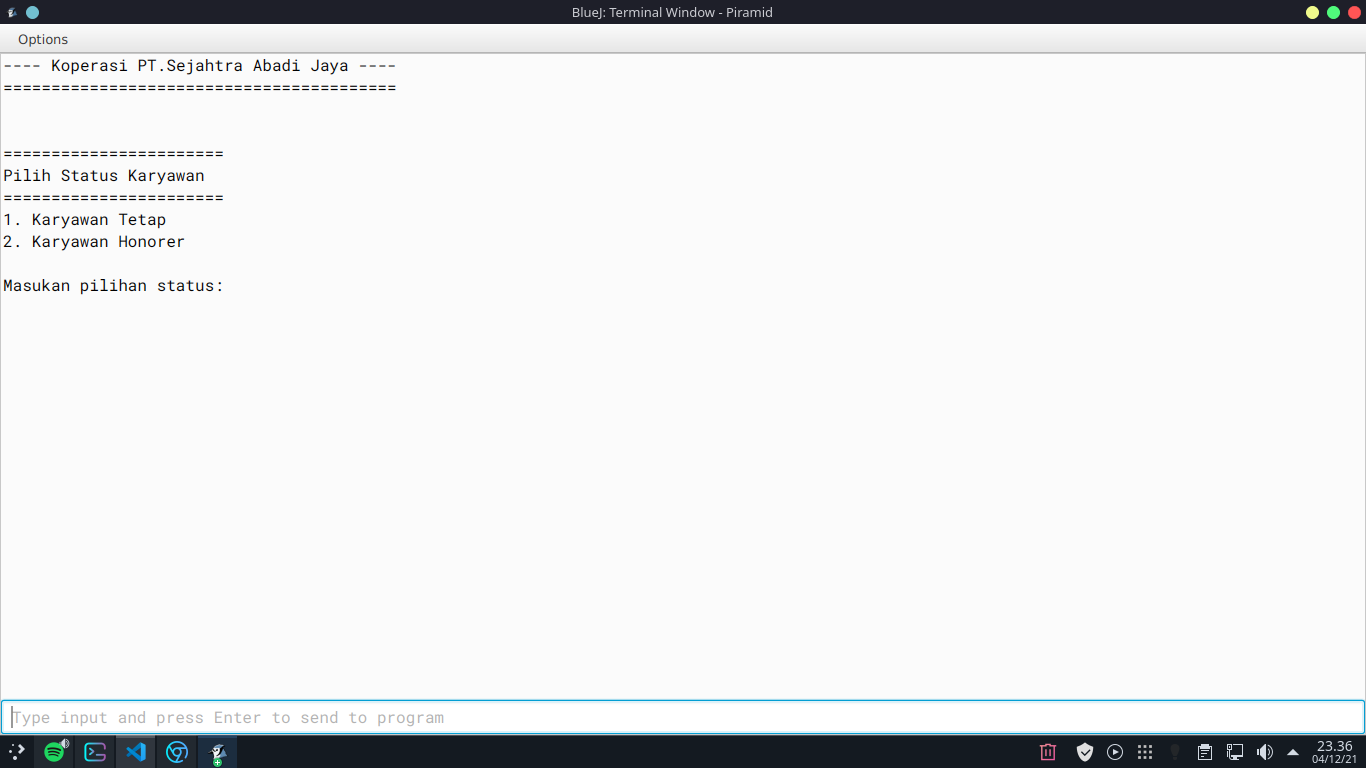 BlueJ: Terminal Window - Piramid
Options
---- Koperasi PT.Sejahtra Abadi Jaya ----
=========================================
=======================
Pilih Status Karyawan
=======================
1. Karyawan Tetap
2. Karyawan Honorer
Masukan pilihan status:
Type input and press Enter to send to program
23.36
04/12/21